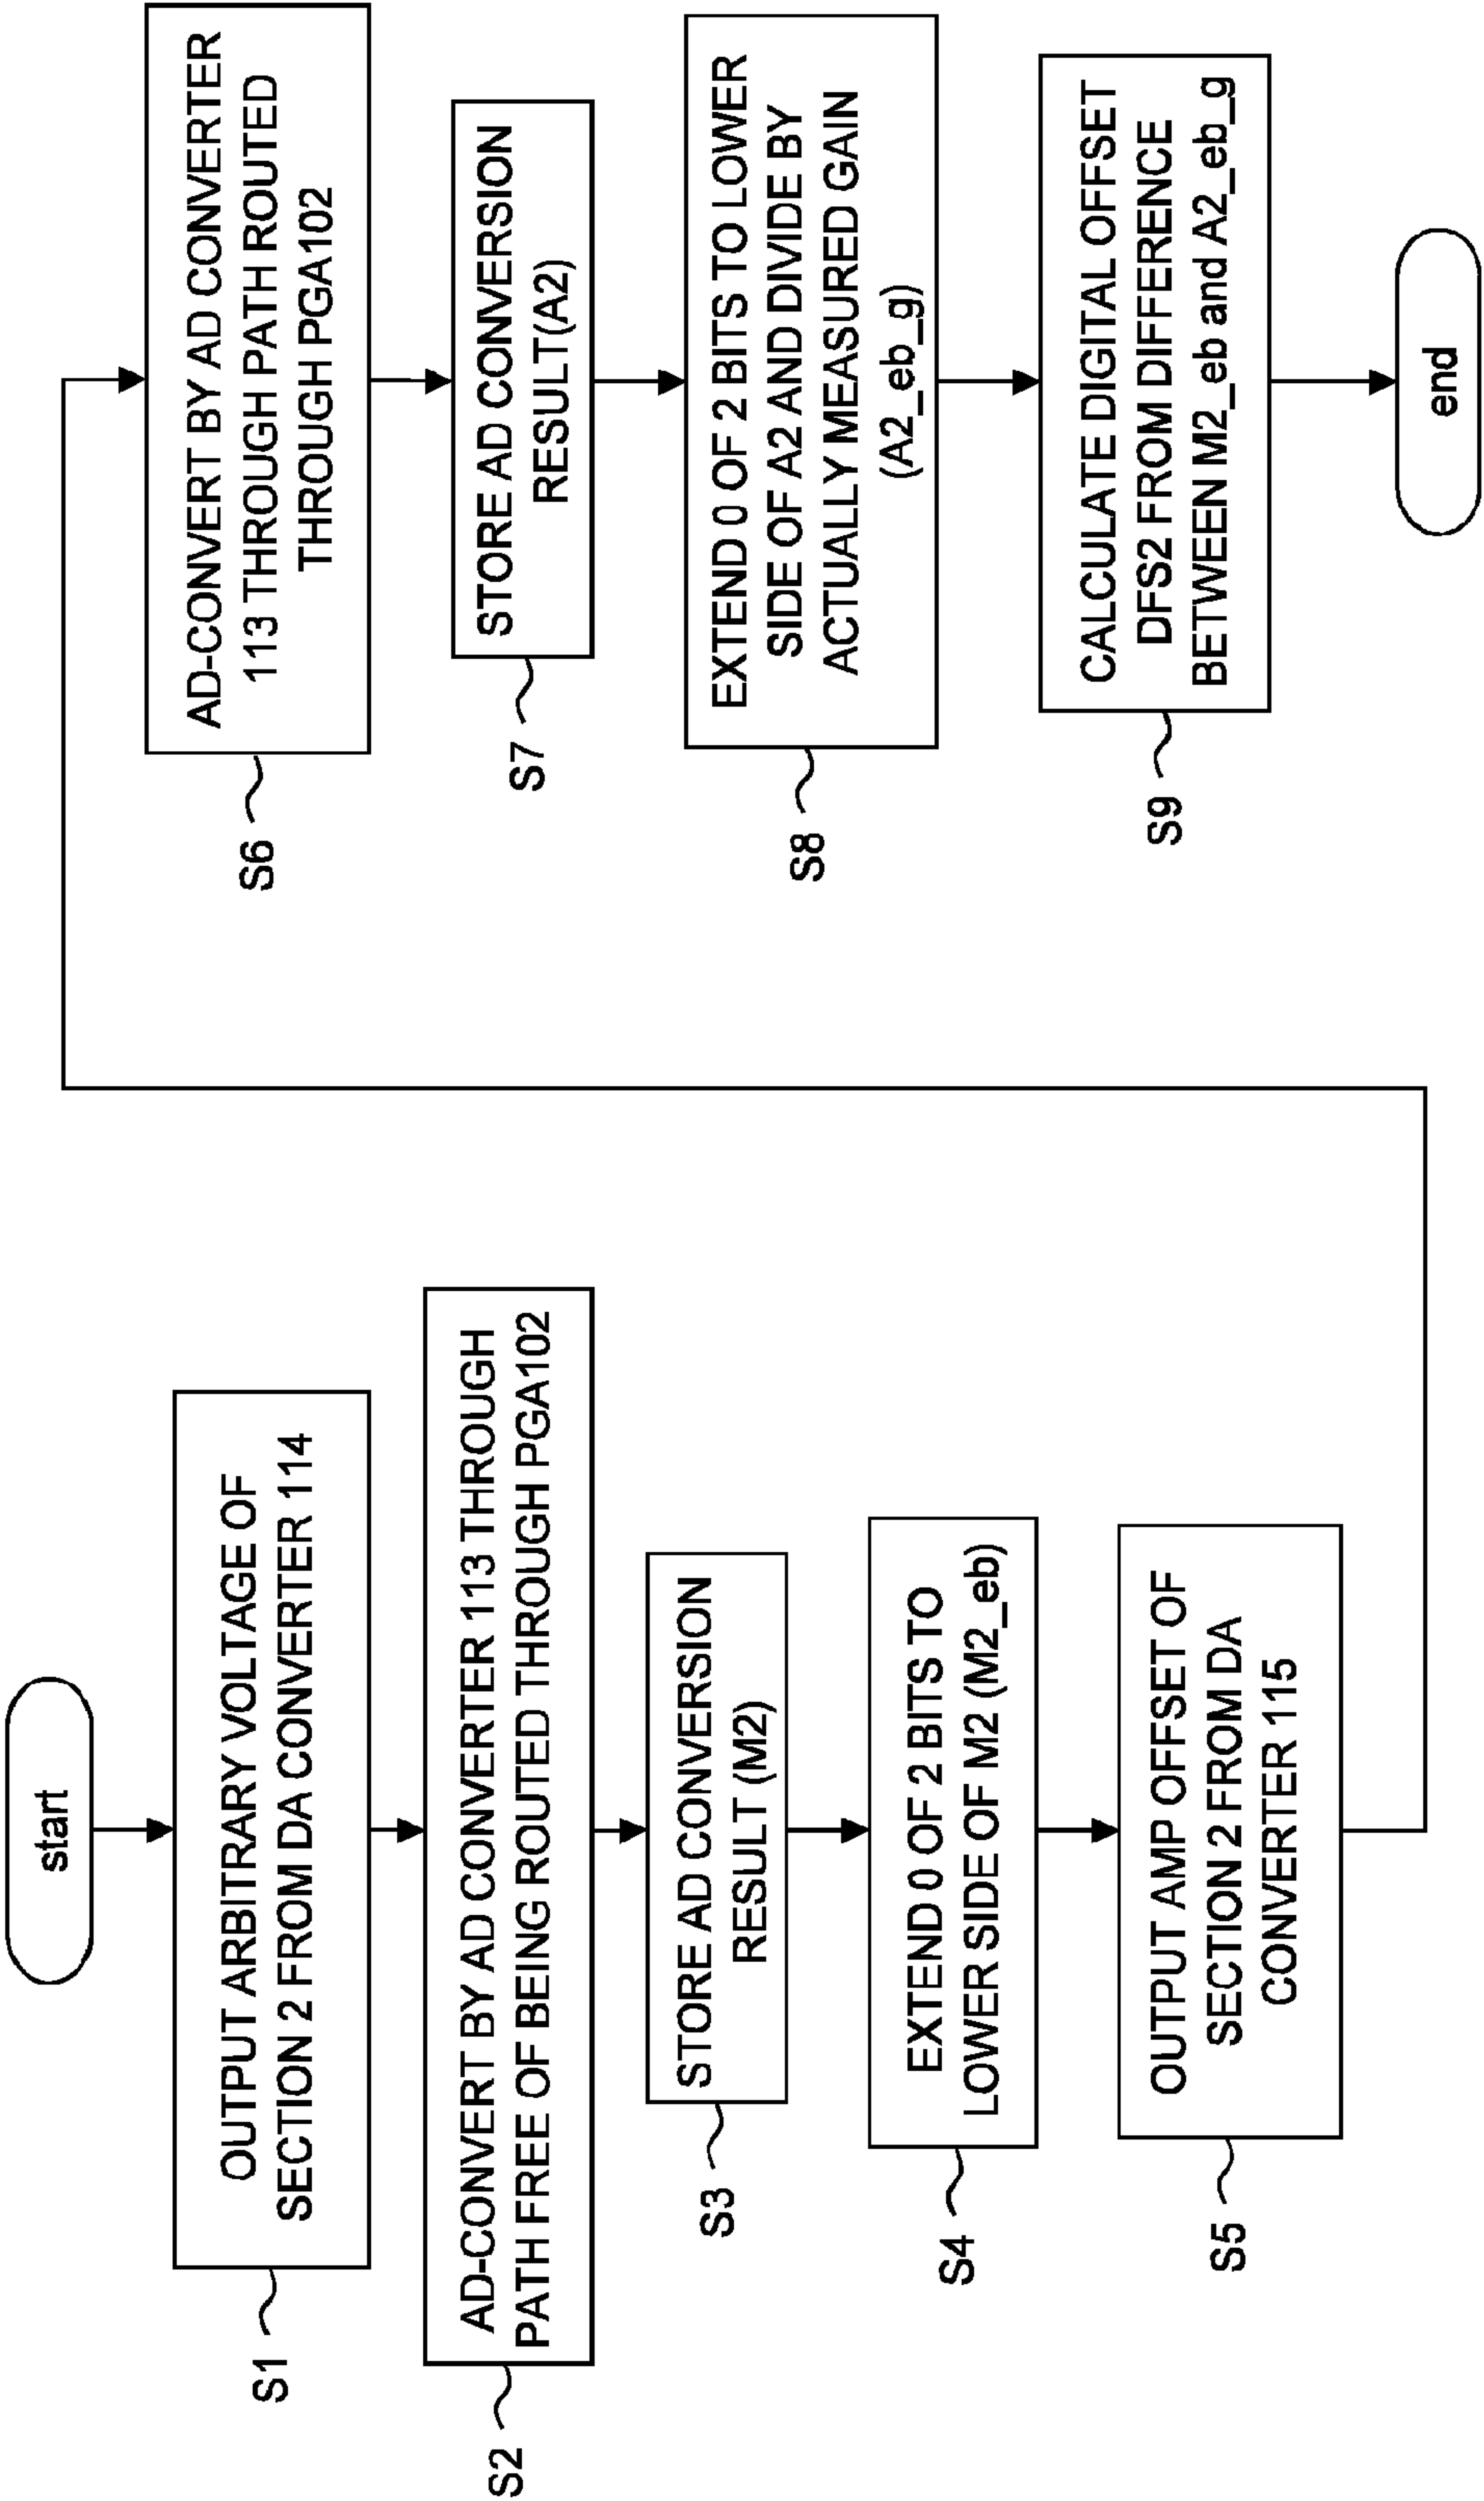 start
S1
OUTPUT ARBITRARY VOLTAGE OF
SECTION 2 FROM DA CONVERTER 114
S2
AD-CONVERT BY AD CONVERTER 113 THROUGH
PATH FREE OF BEING ROUTED THROUGH PGA102
S3
STORE AD CONVERSION
RESULT (M2)
S4
EXTEND 0 OF 2 BITS TO
LOWER SIDE OF M2 (M2_eb)
S5
OUTPUT AMP OFFSET OF
SECTION 2 FROM DA
CONVERTER 115
S6
AD-CONVERT BY AD CONVERTER
113 THROUGH PATH ROUTED
THROUGH PGA102
S7
STORE AD CONVERSION
RESULT(A2)
S8
EXTEND 0 OF 2 BITS TO LOWER
SIDE OF A2 AND DIVIDE BY
ACTUALLY MEASURED GAIN
(A2_eb_g)
S9
CALCULATE DIGITAL OFFSET
DFS2 FROM DIFFERENCE
BETWEEN M2_eb and A2_eb_g
end